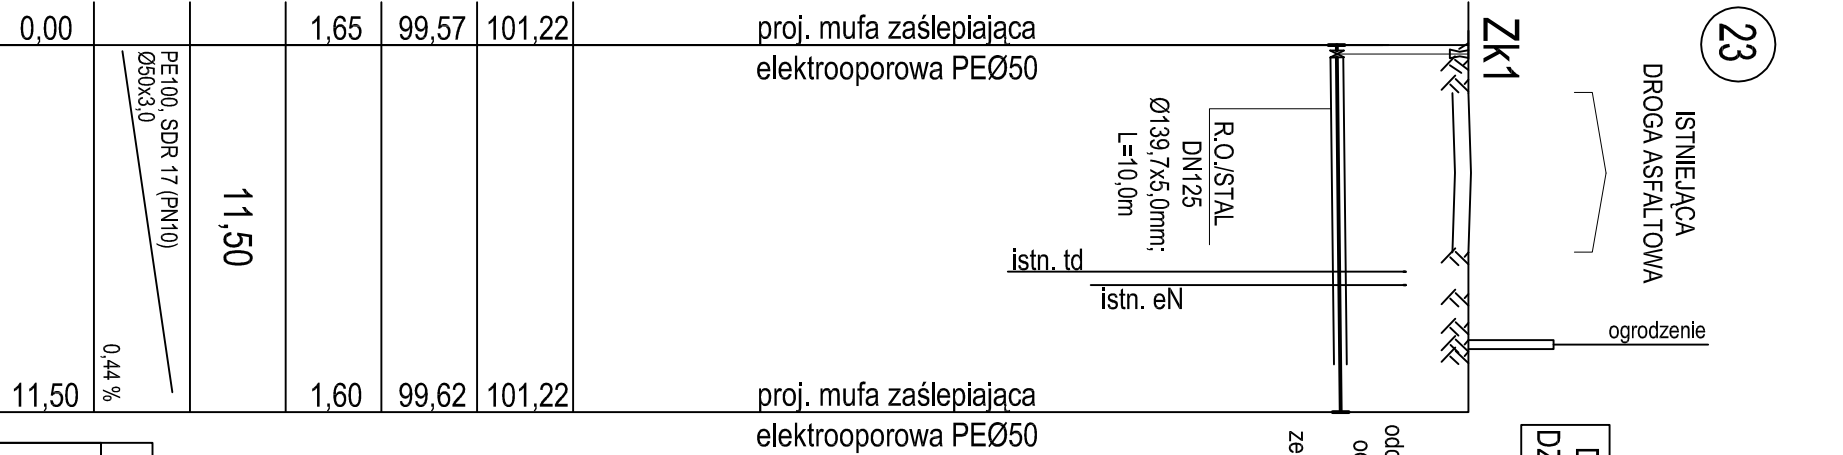 0,00
1,65
99,57
101,22
proj. mufa zaślepiająca
elektrooporowa PEØ50
Zk1
23
ISTNIEJĄCA
DROGA ASFALTOWA
PE100, SDR 17 (PN10)
Ø50x3,0
11,50
0,44 %
R.O./STAL
DN125
Ø139,7x5,0mm;
L=10,0m
istn. td
istn. eN
ogrodzenie
11,50
1,60
99,62
101,22
proj. mufa zaślepiająca
elektrooporowa PEØ50